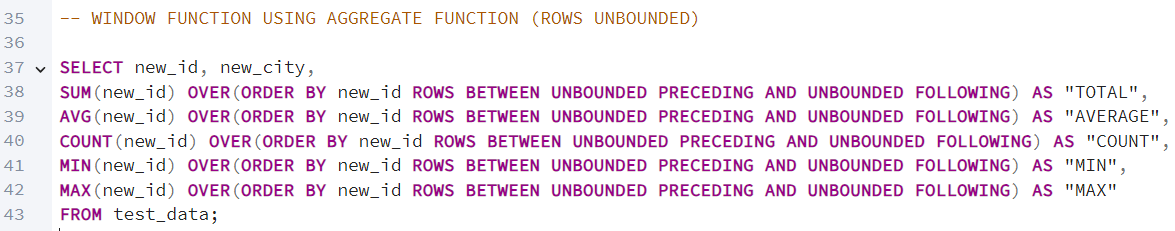 35 -- WINDOW FUNCTION USING AGGREGATE FUNCTION (ROWS UNBOUNDED)
36
37 SELECT new_id, new_city,
38 SUM(new_id) OVER(ORDER BY new_id ROWS BETWEEN UNBOUNDED PRECEDING AND UNBOUNDED FOLLOWING) AS "TOTAL",
39 AVG(new_id) OVER(ORDER BY new_id ROWS BETWEEN UNBOUNDED PRECEDING AND UNBOUNDED FOLLOWING) AS "AVERAGE",
40 COUNT(new_id) OVER(ORDER BY new_id ROWS BETWEEN UNBOUNDED PRECEDING AND UNBOUNDED FOLLOWING) AS "COUNT",
41 MIN(new_id) OVER(ORDER BY new_id ROWS BETWEEN UNBOUNDED PRECEDING AND UNBOUNDED FOLLOWING) AS "MIN",
42 MAX(new_id) OVER(ORDER BY new_id ROWS BETWEEN UNBOUNDED PRECEDING AND UNBOUNDED FOLLOWING) AS "MAX"
43 FROM test_data;